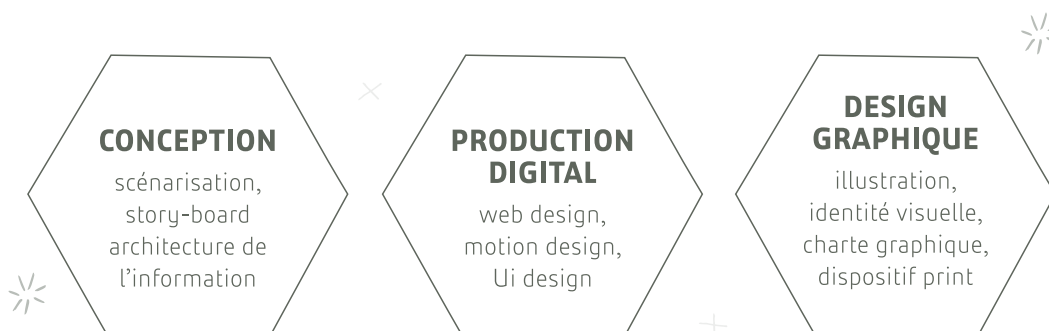 CONCEPTION
scénarisation,
story-board
architecture de
l'information
PRODUCTION
DIGITAL
web design,
motion design,
Ui design
DESIGN
GRAPHIQUE
illustration,
identité visuelle,
charte graphique,
dispositif print